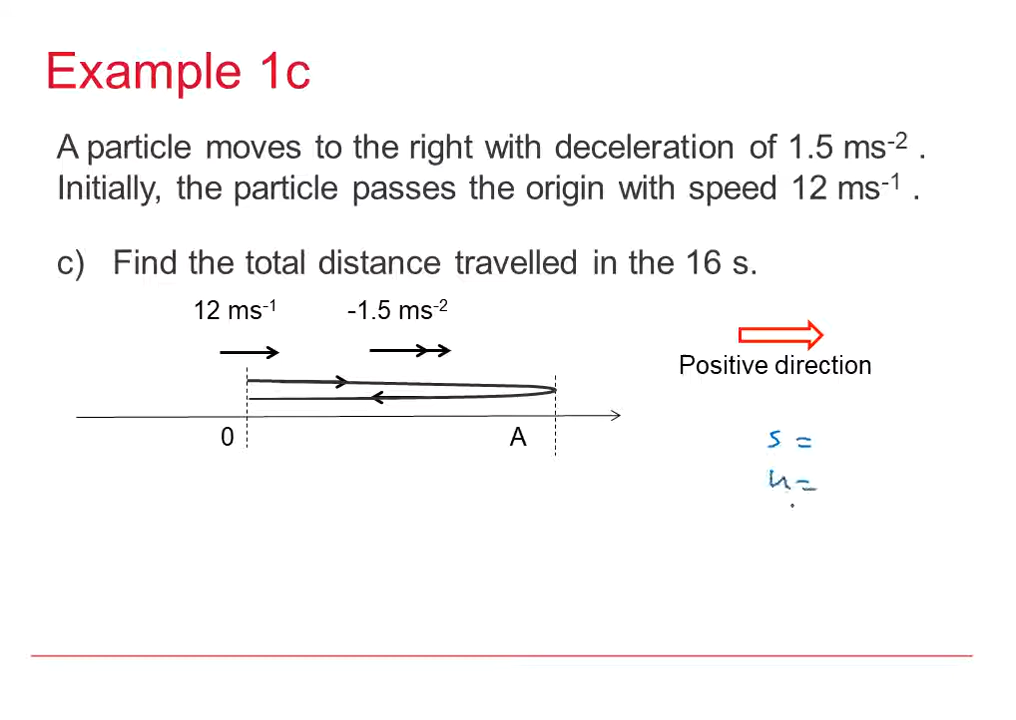 Example 1c
A particle moves to the right with deceleration of 1.5 ms⁻² .
Initially, the particle passes the origin with speed 12 ms⁻¹ .
c) Find the total distance travelled in the 16 s.
12 ms⁻¹ -1.5 ms⁻²
Positive direction
0 A
s =
u =